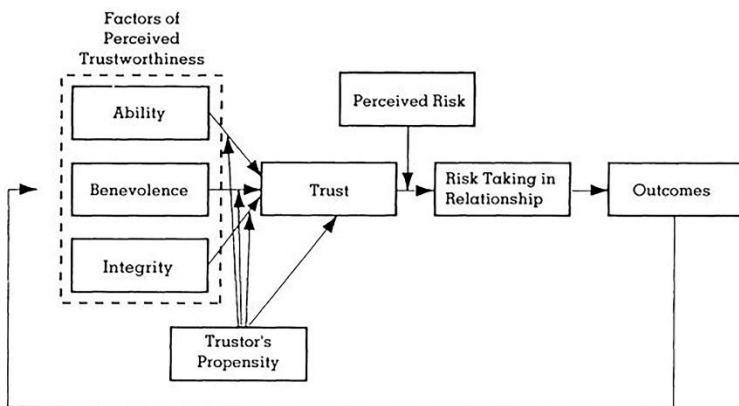 Factors of
Perceived
Trustworthiness
Ability
Benevolence
Integrity
Trustor's
Propensity
Trust
Perceived Risk
Risk Taking in
Relationship
Outcomes